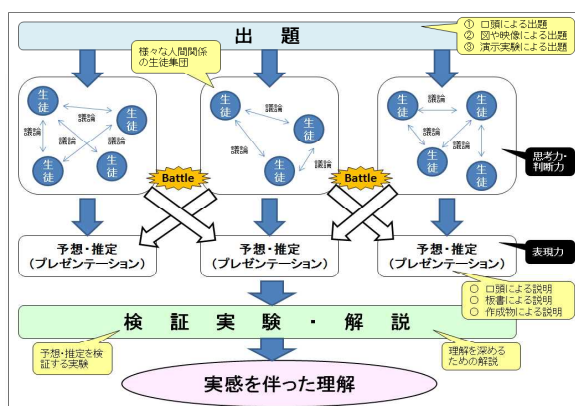 出 題
① 口頭による出題
② 図や映像による出題
③ 演示実験による出題
様々な人間関係
の生徒集団
生徒
生徒
生徒
生徒
議論
議論
議論
議論
生徒
生徒
生徒
議論
議論
議論
生徒
生徒
生徒
生徒
議論
議論
議論
議論
思考力・
判断力
Battle
Battle
予想・推定
(プレゼンテーション)
予想・推定
(プレゼンテーション)
予想・推定
(プレゼンテーション)
表現力
○ 口頭による説明
○ 板書による説明
○ 作成物による説明
検 証 実 験 ・ 解 説
予想・推定を検
証する実験
理解を深める
ための解説
実感を伴った理解